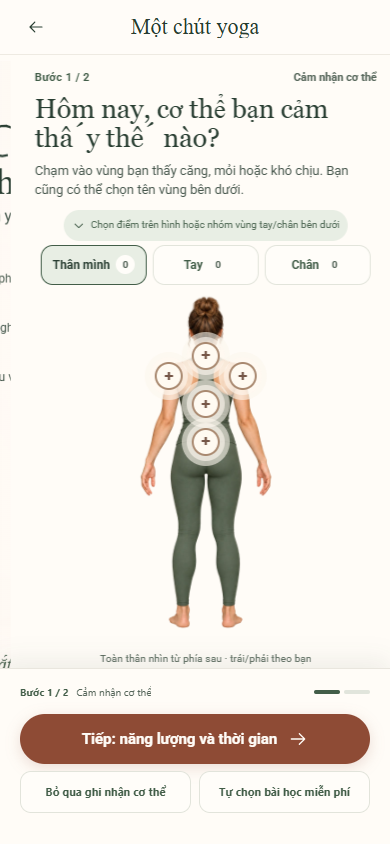 Một chút yoga
Bước 1 / 2
Cảm nhận cơ thể
Hôm nay, cơ thể bạn cảm
thấy thế nào?
Chạm vào vùng bạn thấy căng, mỏi hoặc khó chịu. Bạn
cũng có thể chọn tên vùng bên dưới.
Chọn điểm trên hình hoặc nhóm vùng tay/chân bên dưới
Thân mình 0
Tay 0
Chân 0
Toàn thân nhìn từ phía sau · trái/phải theo bạn
Bước 1 / 2 Cảm nhận cơ thể
Tiếp: năng lượng và thời gian →
Bỏ qua ghi nhận cơ thể
Tự chọn bài học miễn phí